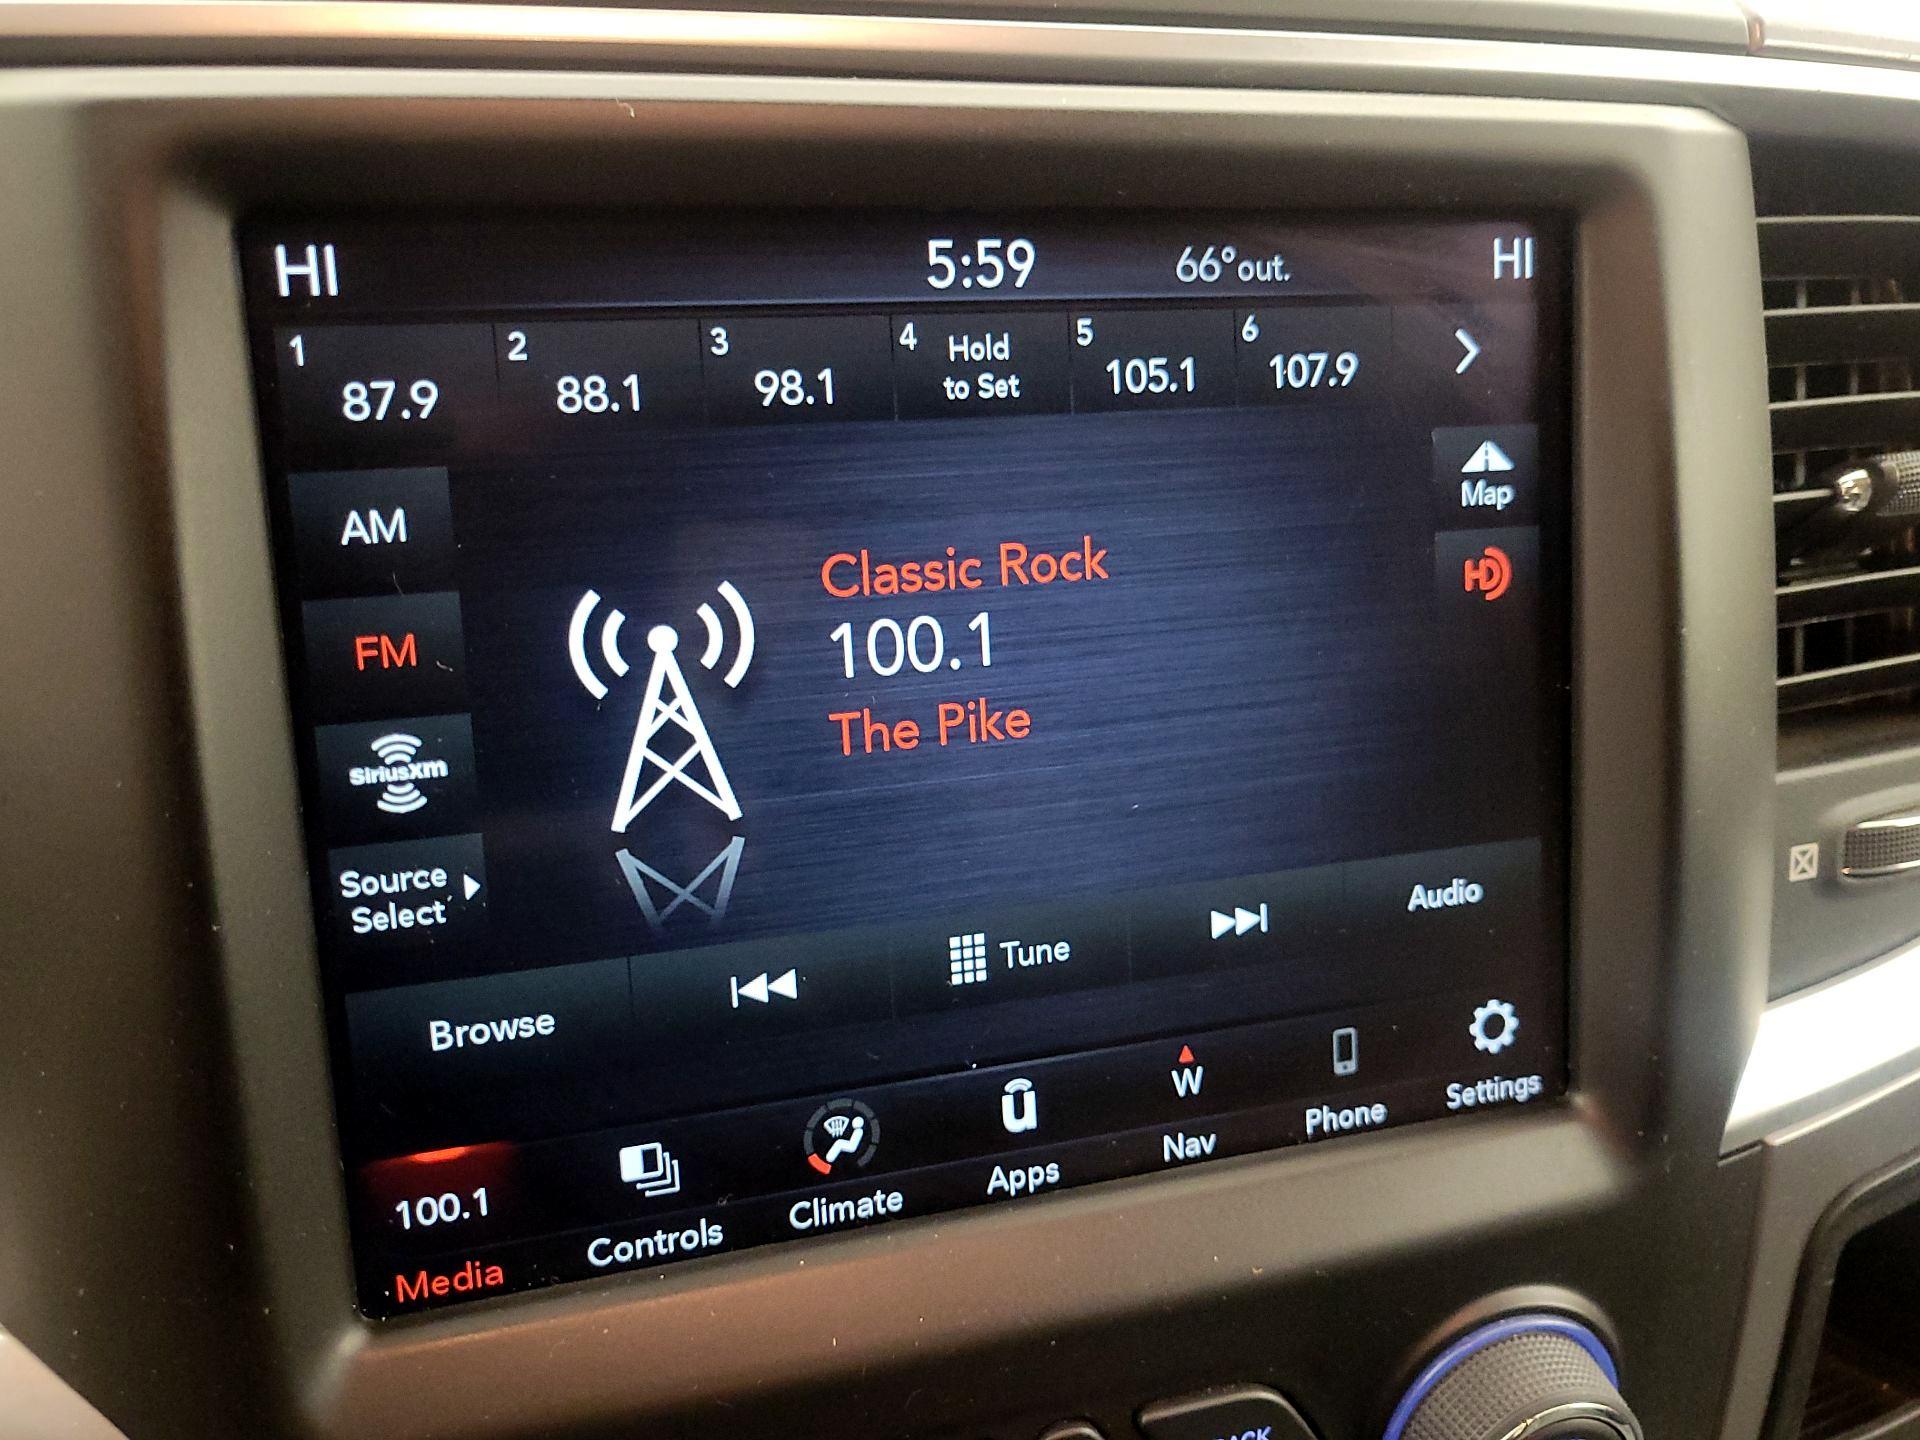 HI
5:59
66°out.
HI
1
87.9
2
88.1
3
98.1
4
Hold
to Set
5
105.1
6
107.9
AM
Map
Classic Rock
HD
FM
100.1
The Pike
SiriusXm
Source
Select
Audio
Tune
Browse
W
Settings
Phone
Nav
Apps
Climate
100.1
Controls
Media